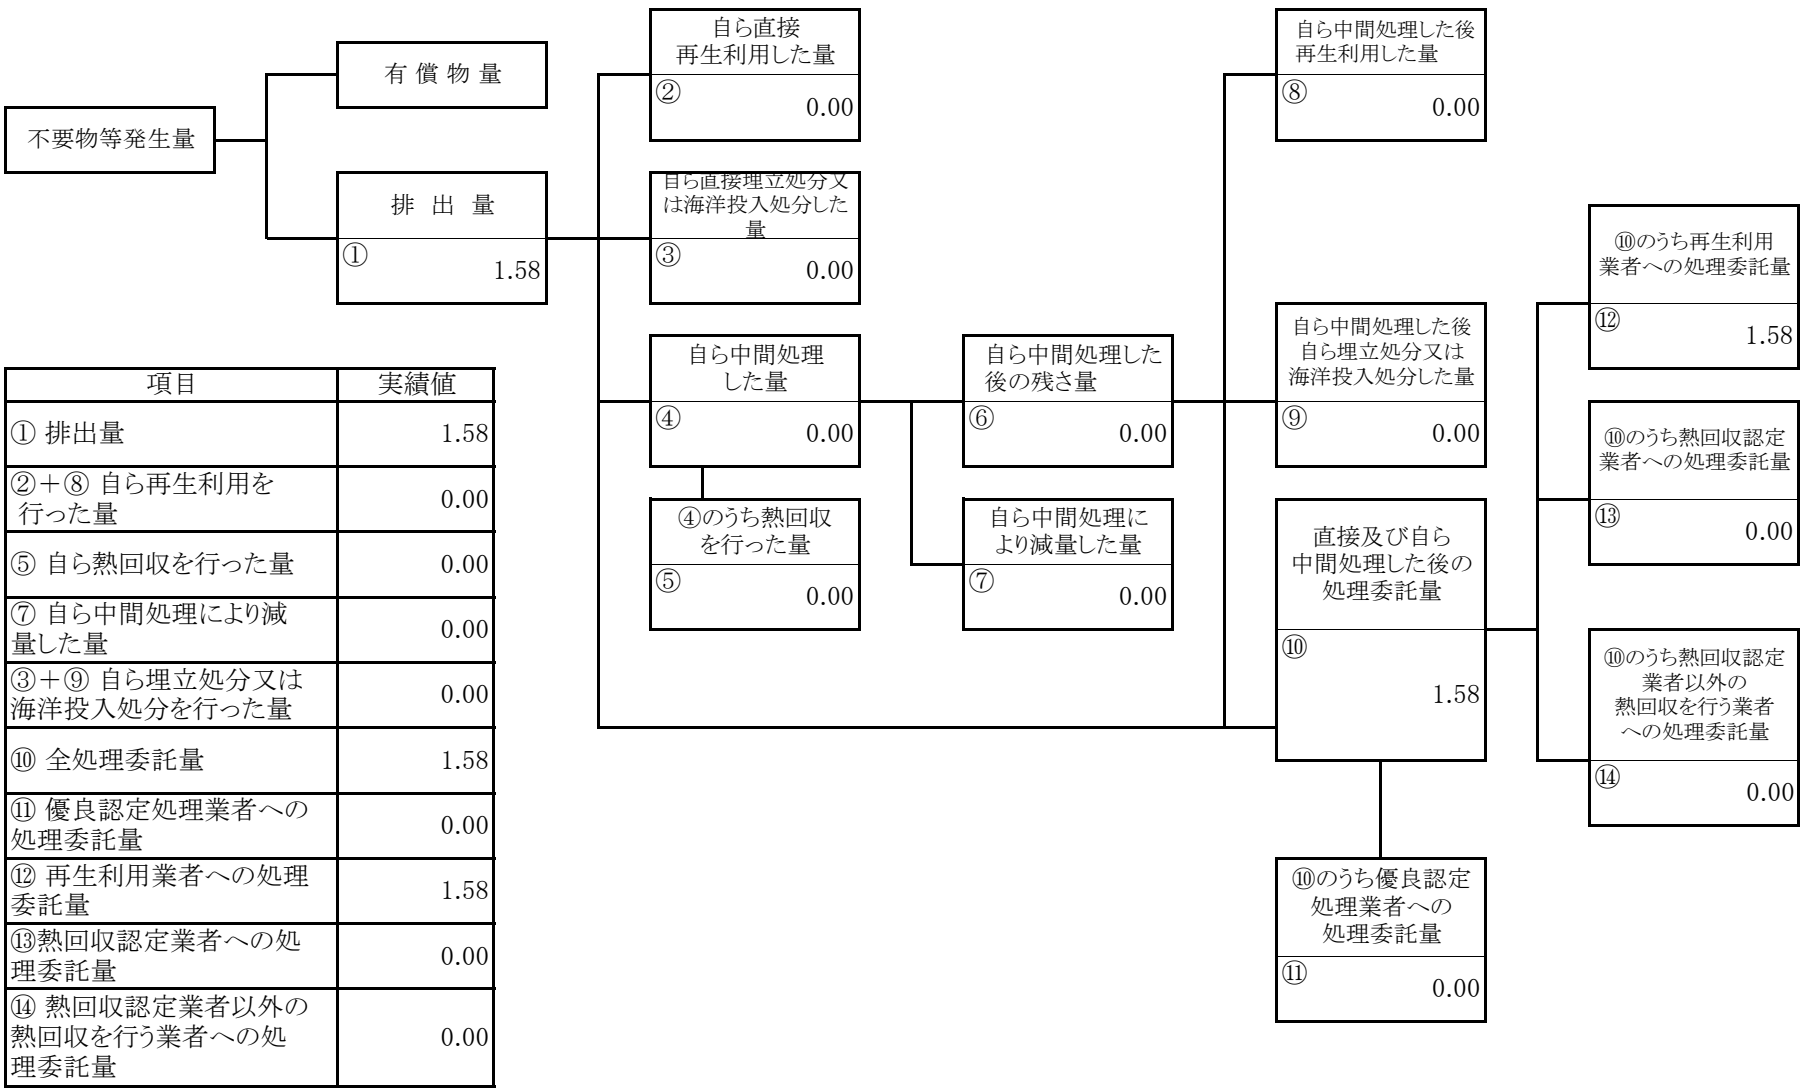 不要物等発生量
有 償 物 量
排 出 量
①
1.58
自ら直接
再生利用した量
②
0.00
自ら直接埋立処分又
は海洋投入処分した
量
③
0.00
自ら中間処理
した量
④
0.00
④のうち熱回収
を行った量
⑤
0.00
自ら中間処理した
後の残さ量
⑥
0.00
自ら中間処理に
より減量した量
⑦
0.00
自ら中間処理した後
再生利用した量
⑧
0.00
自ら中間処理した後
自ら埋立処分又は
海洋投入処分した量
⑨
0.00
直接及び自ら
中間処理した後の
処理委託量
⑩
1.58
⑩のうち優良認定
処理業者への
処理委託量
⑪
0.00
⑩のうち再生利用
業者への処理委託量
⑫
1.58
⑩のうち熱回収認定
業者への処理委託量
⑬
0.00
⑩のうち熱回収認定
業者以外の
熱回収を行う業者
への処理委託量
⑭
0.00
項目 実績値
① 排出量 1.58
②＋⑧ 自ら再生利用を
行った量 0.00
⑤ 自ら熱回収を行った量 0.00
⑦ 自ら中間処理により減
量した量 0.00
③＋⑨ 自ら埋立処分又は
海洋投入処分を行った量 0.00
⑩ 全処理委託量 1.58
⑪ 優良認定処理業者への
処理委託量 0.00
⑫ 再生利用業者への処理
委託量 1.58
⑬熱回収認定業者への処
理委託量 0.00
⑭ 熱回収認定業者以外の
熱回収を行う業者への処
理委託量 0.00